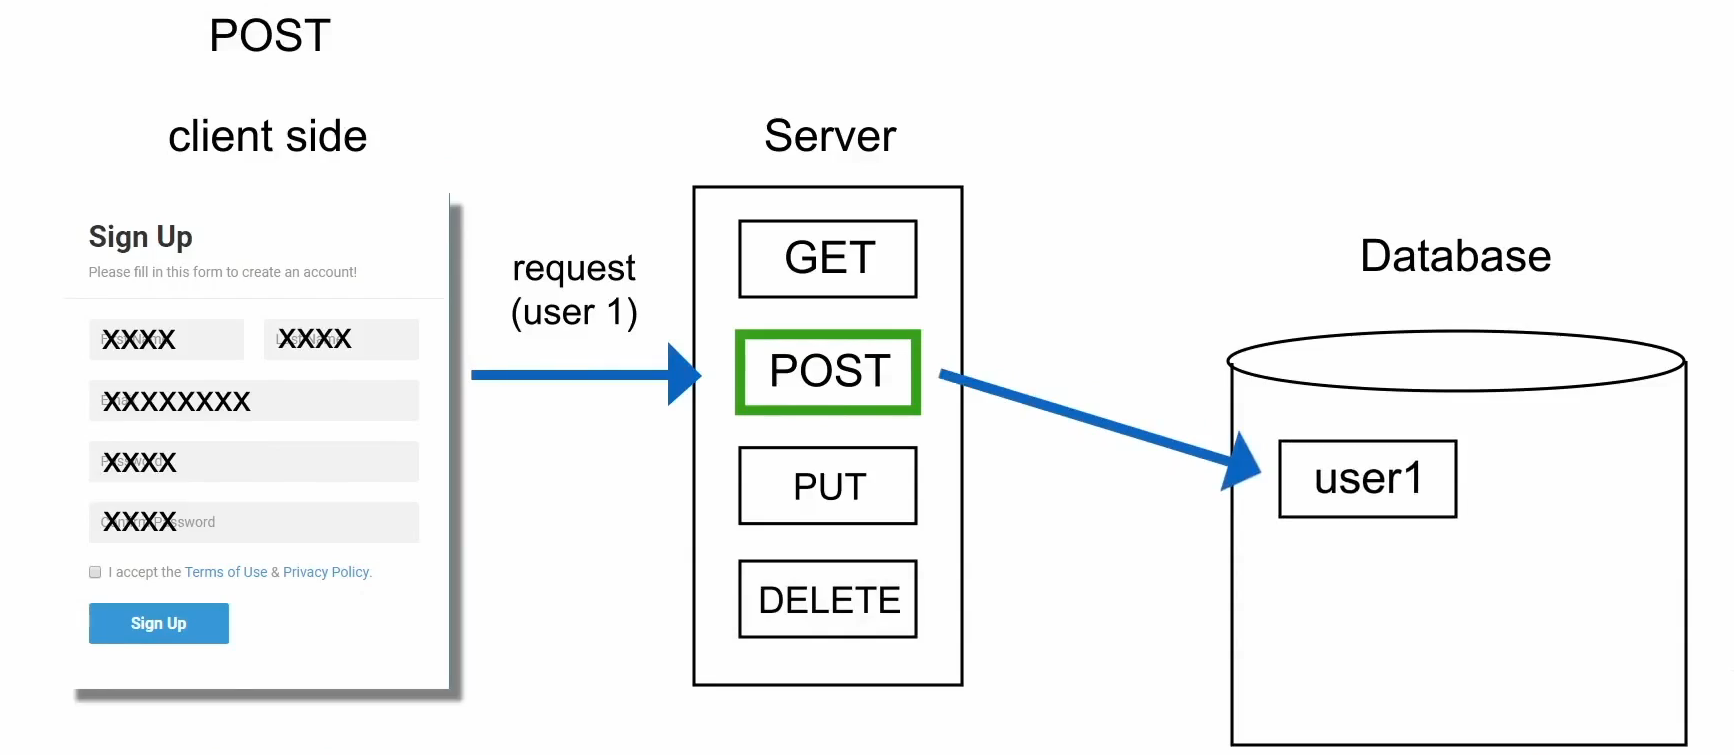 POST
client side
Sign Up
Please fill in this form to create an account!
XXXX XXXX
XXXXXXXX
XXXX
XXXX
I accept the Terms of Use & Privacy Policy.
Sign Up
request
(user 1)
Server
GET
POST
PUT
DELETE
Database
user1